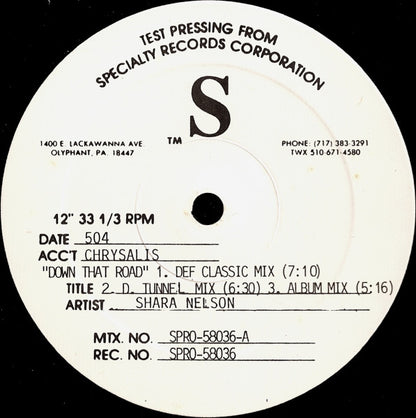 TEST PRESSING FROM
SPECIALTY RECORDS CORPORATION
S
TM
1400 E. LACKAWANNA AVE. PHONE: (717) 383-3291
OLYPHANT, PA. 18447 TWX 510-671-4580
12" 33 1/3 RPM
DATE 504
ACC'T CHRYSALIS
"DOWN THAT ROAD" 1. DEF CLASSIC MIX (7:10)
TITLE 2. D. TUNNEL MIX (6:30) 3. ALBUM MIX (5:16)
ARTIST SHARA NELSON
MTX. NO. SPRO-58036-A
REC. NO. SPRO-58036